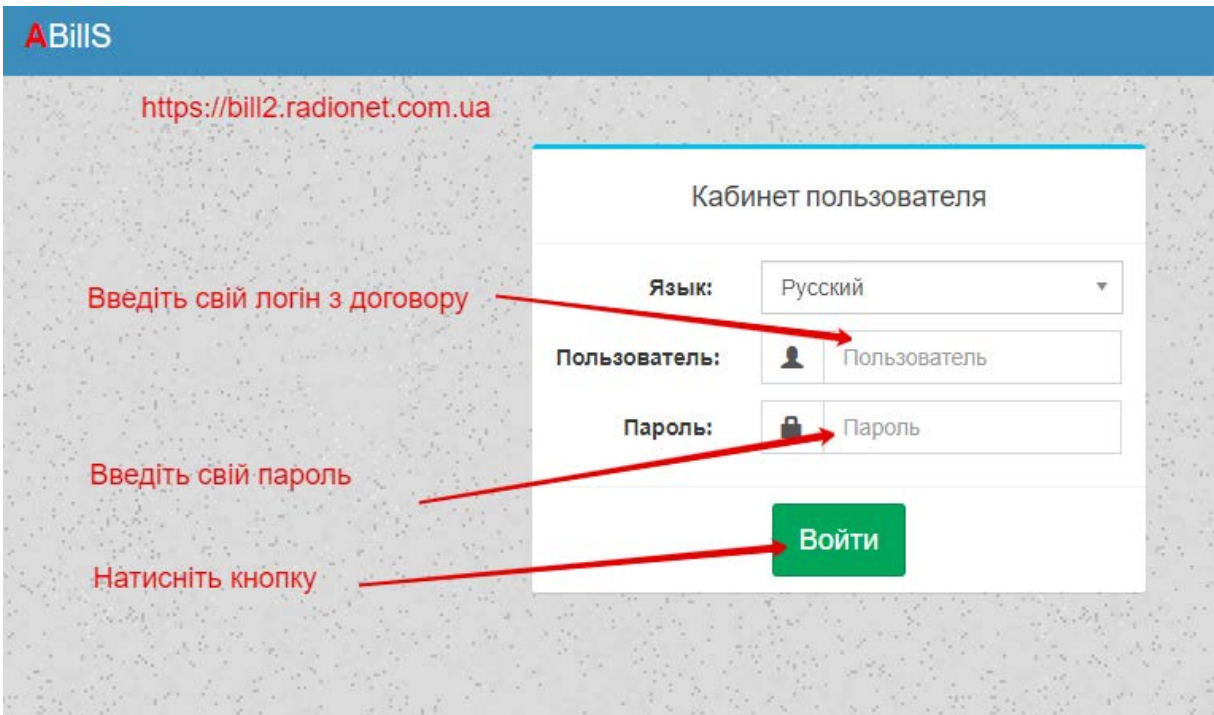 ABillS
https://bill2.radionet.com.ua
Кабинет пользователя
Введіть свій логін з договору
Язык: Русский
Пользователь: Пользователь
Пароль: Пароль
Введіть свій пароль
Войти
Натисніть кнопку